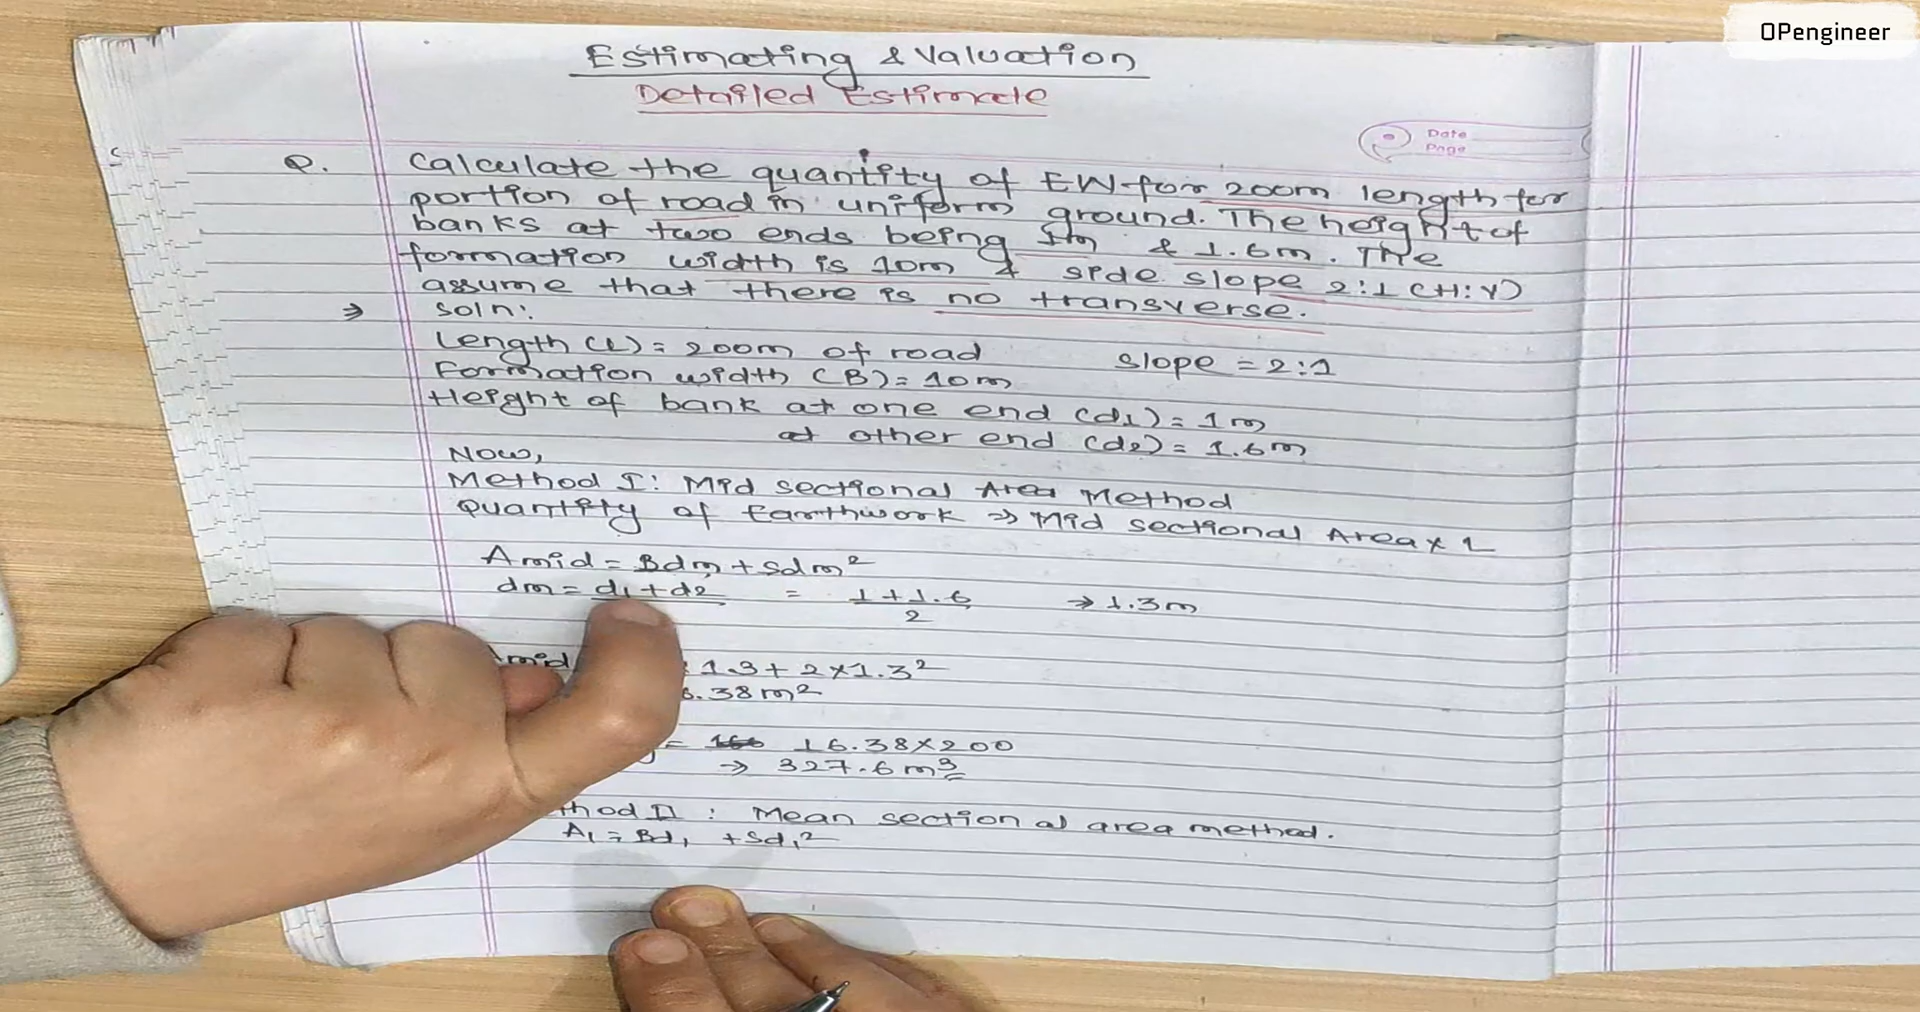 OPengineer
Estimating & Valuation
Detailed Estimate
Date
Page
Q. Calculate the quantity of EW for 200m length for
portion of road in uniform ground. The height of
banks at two ends being 1m & 1.6m. The
formation width is 10m & side slope 2:1 (H:V)
assume that there is no transverse.
⇒ Soln:
Length (L) = 200m of road slope = 2:1
Formation width (B) = 10m
Height of bank at one end (d1) = 1m
at other end (d2) = 1.6m
Now,
Method I: Mid sectional Area Method
Quantity of Earthwork ⇒ Mid sectional Area x L
Amid = Bdm + Sdm²
dm = d1+d2 = 1+1.6 → 1.3m
2
mid 1.3 + 2×1.3²
.38 m²
= 16.38×200
→ 327.6 m³
thod II : Mean sectional area method.
A1 = Bd1 + Sd1²